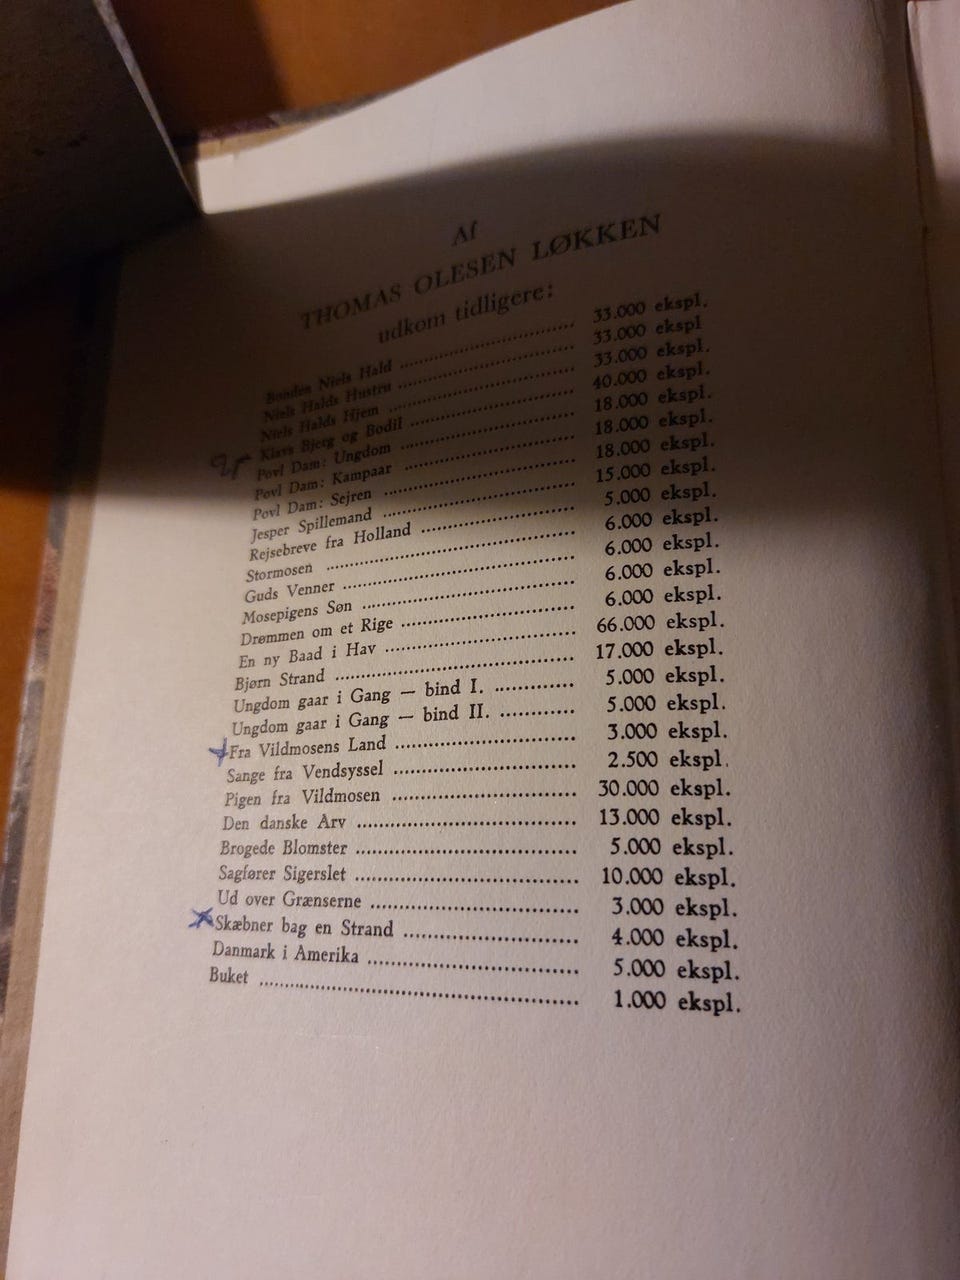 Af
THOMAS OLESEN LØKKEN
udkom tidligere:
Bonden Niels Hald ........................ 33.000 ekspl.
Niels Halds Hustru ........................ 33.000 ekspl
Niels Halds Hjem ........................ 33.000 ekspl.
Klavs Bjerg og Bodil ........................ 40.000 ekspl.
Povl Dam: Ungdom ........................ 18.000 ekspl.
Povl Dam: Kampaar ........................ 18.000 ekspl.
Povl Dam: Sejren ........................ 18.000 ekspl.
Jesper Spillemand ........................ 15.000 ekspl.
Rejsebreve fra Holland ........................ 5.000 ekspl.
Stormosen ........................ 6.000 ekspl.
Guds Venner ........................ 6.000 ekspl.
Mosepigens Søn ........................ 6.000 ekspl.
Drømmen om et Rige ........................ 6.000 ekspl.
En ny Baad i Hav ........................ 66.000 ekspl.
Bjørn Strand ........................ 17.000 ekspl.
Ungdom gaar i Gang — bind I. ............ 5.000 ekspl.
Ungdom gaar i Gang — bind II. ............ 5.000 ekspl.
Fra Vildmosens Land ........................ 3.000 ekspl.
Sange fra Vendsyssel ........................ 2.500 ekspl.
Pigen fra Vildmosen ........................ 30.000 ekspl.
Den danske Arv ........................ 13.000 ekspl.
Brogede Blomster ........................ 5.000 ekspl.
Sagfører Sigerslet ........................ 10.000 ekspl.
Ud over Grænserne ........................ 3.000 ekspl.
Skæbner bag en Strand ........................ 4.000 ekspl.
Danmark i Amerika ........................ 5.000 ekspl.
Buket ........................ 1.000 ekspl.